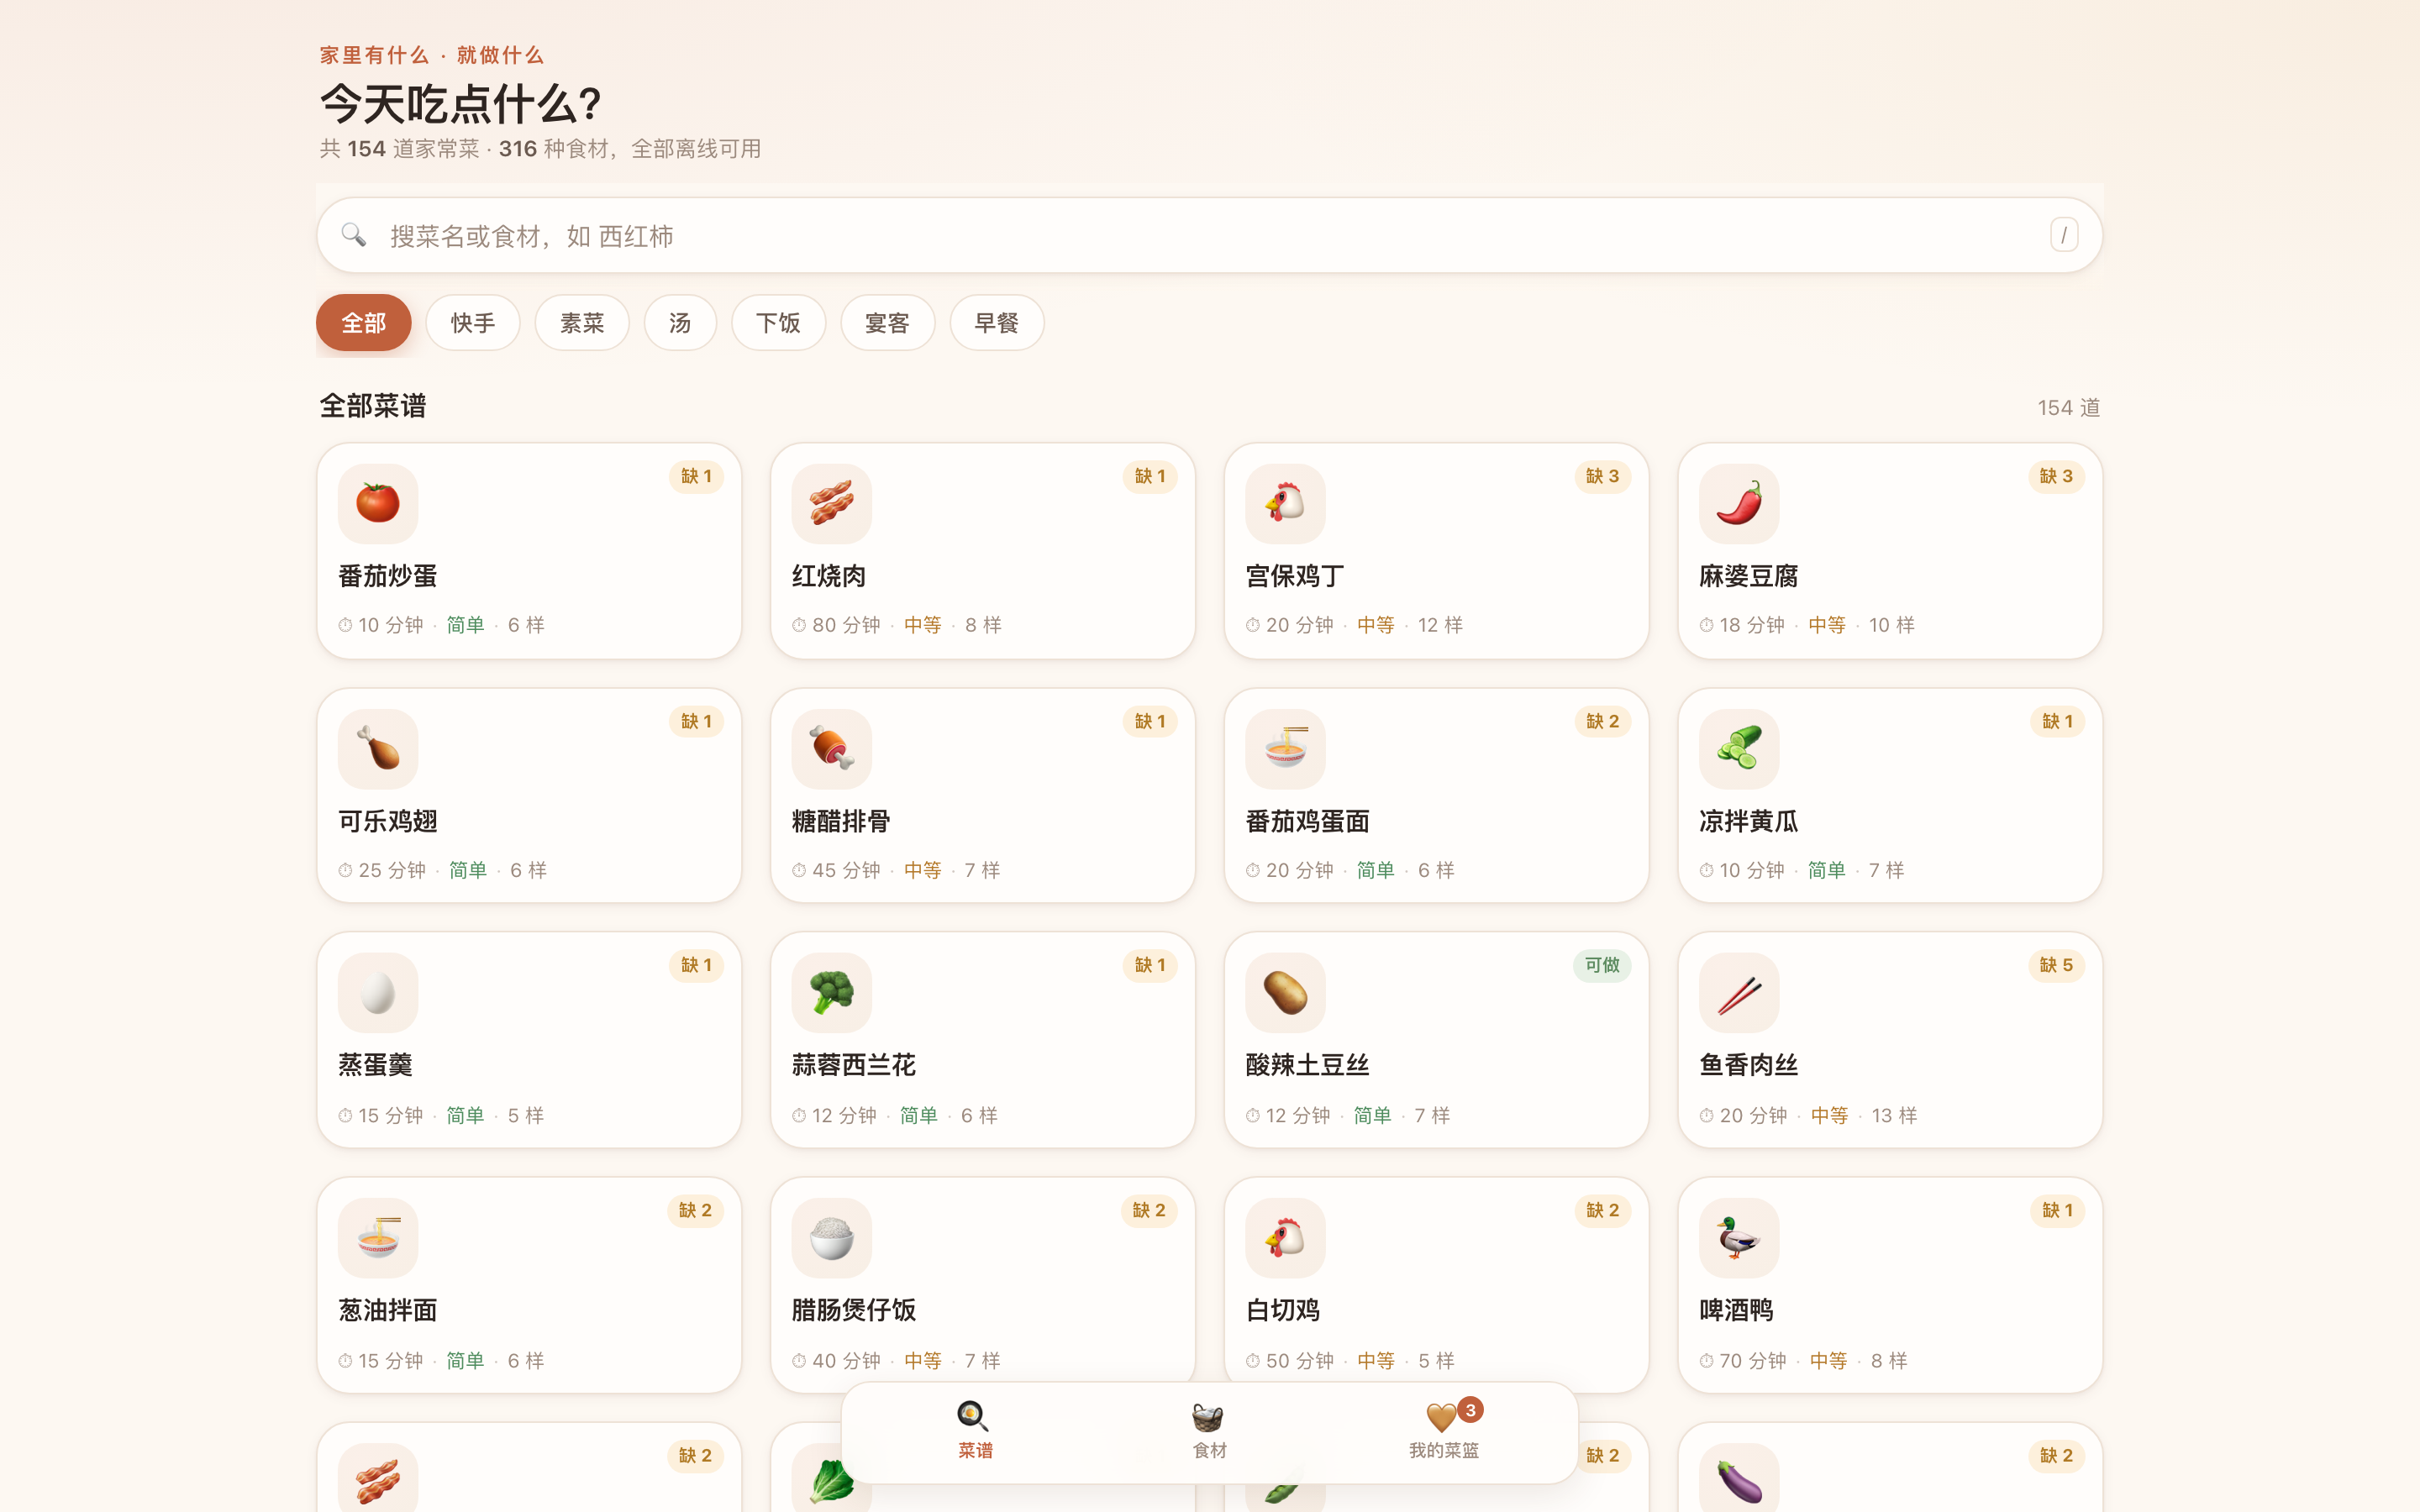 家里有什么 · 就做什么
今天吃点什么?
共 154 道家常菜 · 316 种食材，全部离线可用
搜菜名或食材，如 西红柿
/
全部 快手 素菜 汤 下饭 宴客 早餐
全部菜谱
154 道
缺 1 缺 1 缺 3 缺 3
番茄炒蛋 红烧肉 宫保鸡丁 麻婆豆腐
10 分钟 · 简单 · 6 样 80 分钟 · 中等 · 8 样 20 分钟 · 中等 · 12 样 18 分钟 · 中等 · 10 样
缺 1 缺 1 缺 2 缺 1
可乐鸡翅 糖醋排骨 番茄鸡蛋面 凉拌黄瓜
25 分钟 · 简单 · 6 样 45 分钟 · 中等 · 7 样 20 分钟 · 简单 · 6 样 10 分钟 · 简单 · 7 样
缺 1 缺 1 可做 缺 5
蒸蛋羹 蒜蓉西兰花 酸辣土豆丝 鱼香肉丝
15 分钟 · 简单 · 5 样 12 分钟 · 简单 · 6 样 12 分钟 · 简单 · 7 样 20 分钟 · 中等 · 13 样
缺 2 缺 2 缺 2 缺 1
葱油拌面 腊肠煲仔饭 白切鸡 啤酒鸭
15 分钟 · 简单 · 6 样 40 分钟 · 中等 · 7 样 50 分钟 · 中等 · 5 样 70 分钟 · 中等 · 8 样
缺 2 缺 2 缺 2
3
菜谱 食材 我的菜篮